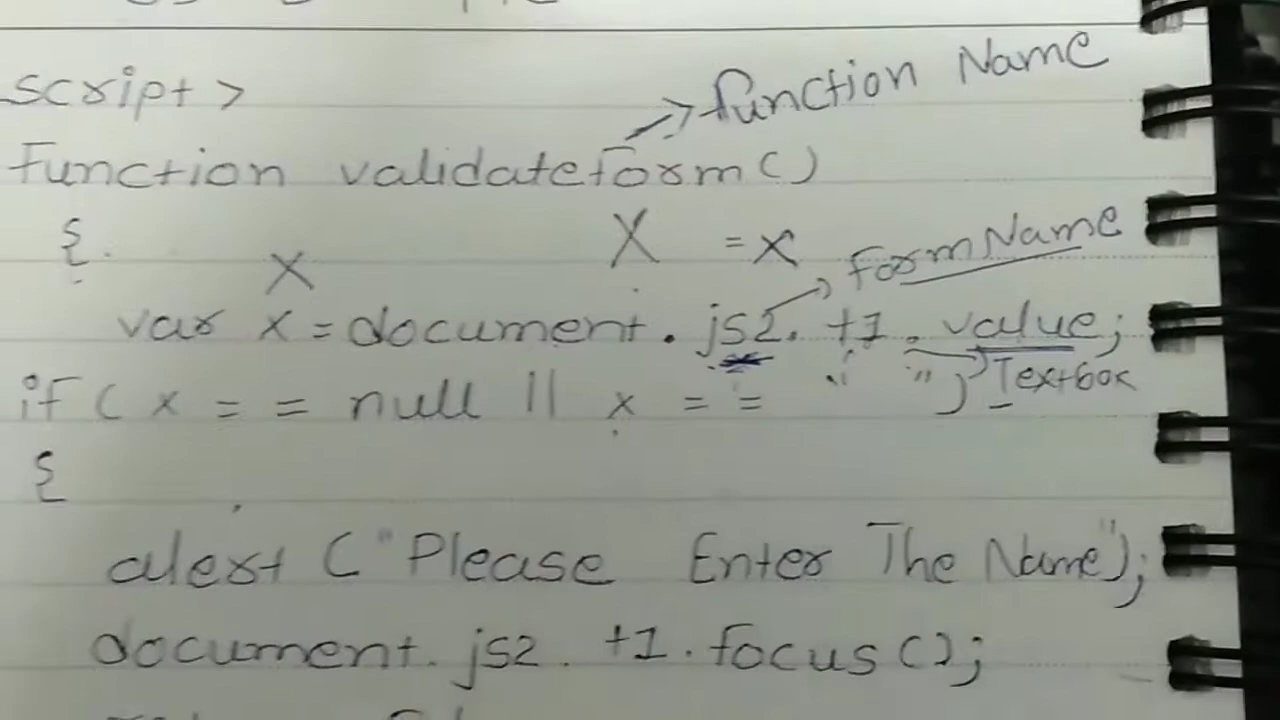 script >
function Name
Function validateform()
{
X X = x
form Name
var x = document . js2 . t1 . value;
Textbox
if ( x = = null || x = = " " )
{
alert ( "Please Enter The Name");
document. js2 . t1 . focus ();